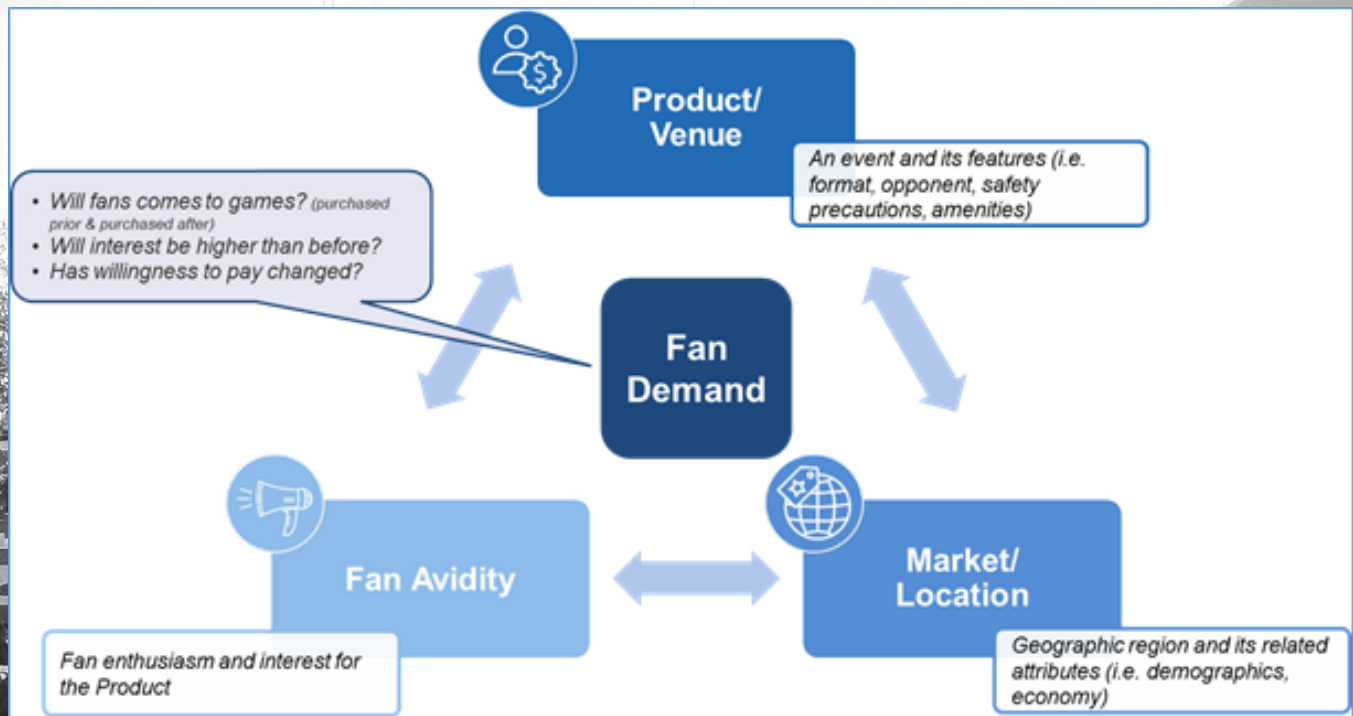 Product/
Venue
An event and its features (i.e.
format, opponent, safety
precautions, amenities)
• Will fans comes to games? (purchased
prior & purchased after)
• Will interest be higher than before?
• Has willingness to pay changed?
Fan
Demand
Fan Avidity
Fan enthusiasm and interest for
the Product
Market/
Location
Geographic region and its related
attributes (i.e. demographics,
economy)
$